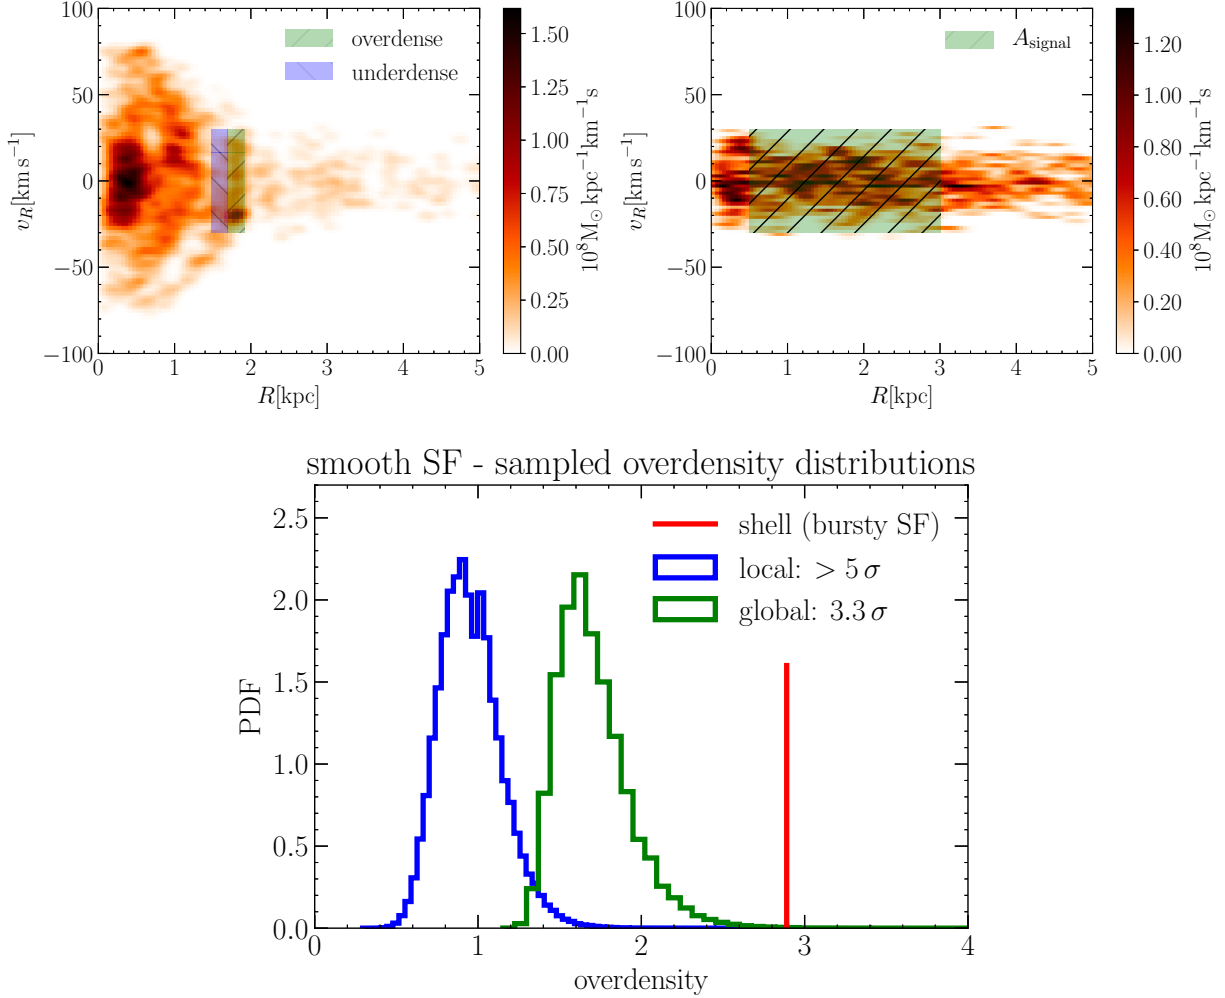 100
50
0
−50
−100
v_R[km s⁻¹]
overdense
underdense
0 1 2 3 4 5
R[kpc]
1.50
1.25
1.00
0.75
0.50
0.25
0.00
10⁸M⊙ kpc⁻¹km⁻¹s
100
50
0
−50
−100
v_R[km s⁻¹]
A_signal
0 1 2 3 4 5
R[kpc]
1.20
1.00
0.80
0.60
0.40
0.20
0.00
10⁸M⊙ kpc⁻¹km⁻¹s
smooth SF - sampled overdensity distributions
2.5
2.0
1.5
1.0
0.5
0.0
PDF
shell (bursty SF)
local: > 5 σ
global: 3.3 σ
0 1 2 3 4
overdensity